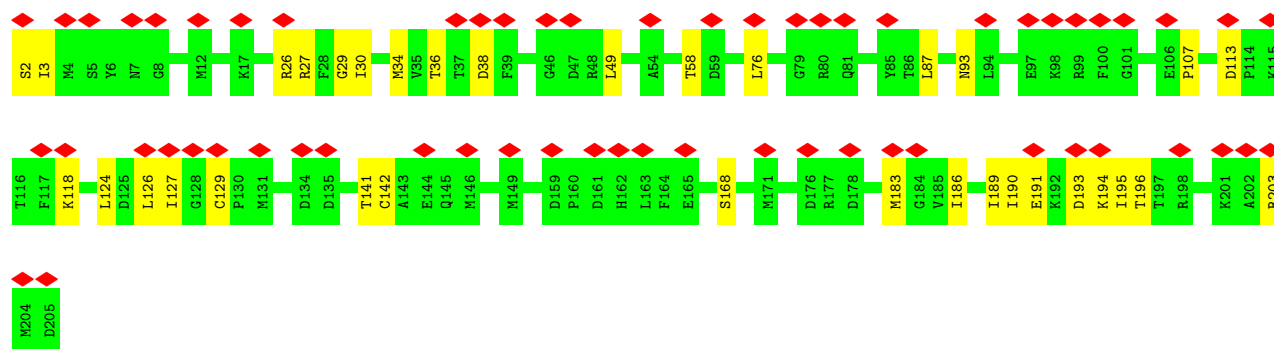 S2 I3 M4 S5 Y6 N7 G8 M12 K17 R26 R27 F28 G29 I30 M34 V35 T36 T37 D38 F39 G46 D47 R48 L49 A54 T58 D59 L76 G79 R80 Q81 Y85 T86 L87 N93 L94 E97 K98 R99 F100 G101 E106 P107 D113 P114 K115
T116 F117 K118 L124 D125 L126 I127 G128 C129 P130 M131 D134 D135 T141 C142 A143 E144 Q145 M146 M149 D159 P160 D161 H162 L163 F164 E165 S168 M171 D176 R177 D178 M183 G184 V185 I186 I189 I190 E191 K192 D193 K194 I195 T196 T197 R198 K201 A202 R203
M204 D205